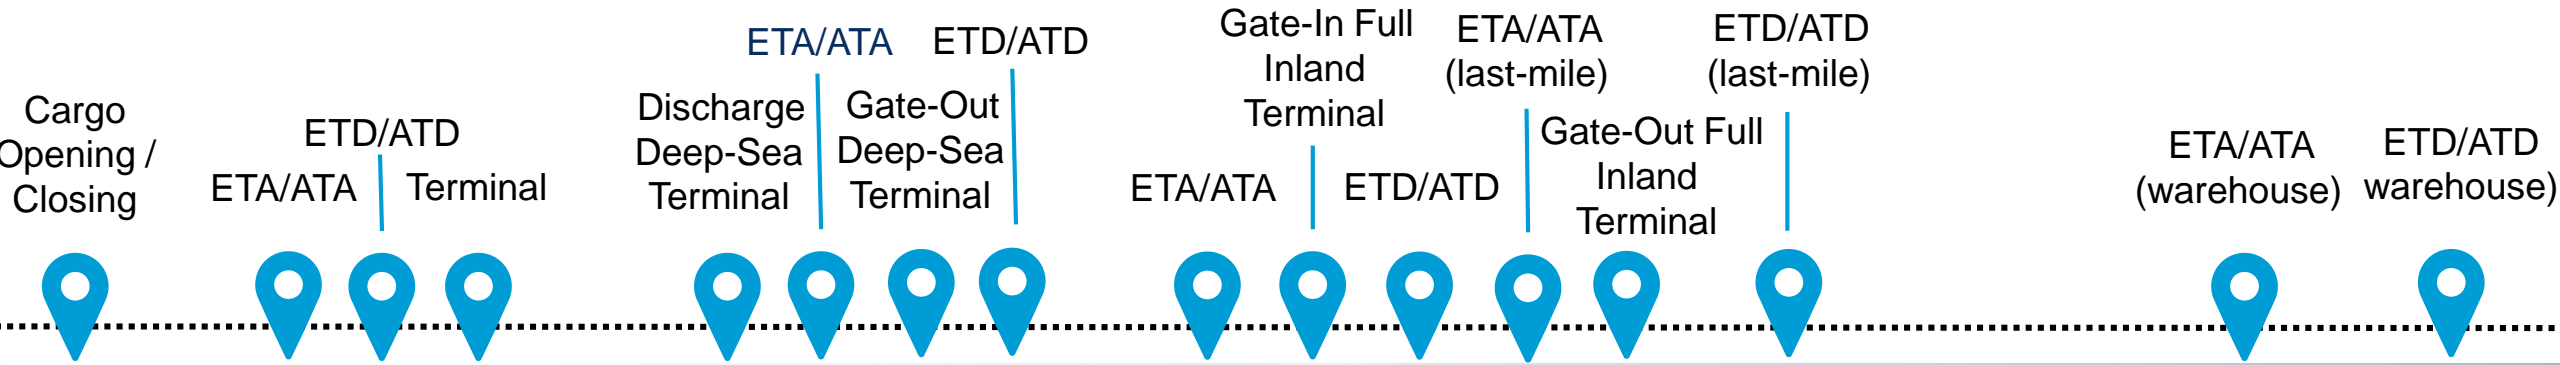 Cargo
Opening /
Closing
ETA/ATA
ETD/ATD
Terminal
Discharge
Deep-Sea
Terminal
ETA/ATA
Gate-Out
Deep-Sea
Terminal
ETD/ATD
ETA/ATA
Gate-In Full
Inland
Terminal
ETD/ATD
ETA/ATA
(last-mile)
Gate-Out Full
Inland
Terminal
ETD/ATD
(last-mile)
ETA/ATA
(warehouse)
ETD/ATD
warehouse)